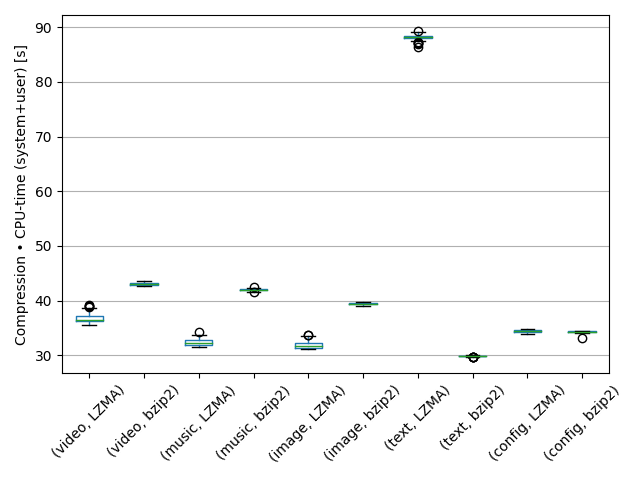 Compression • CPU-time (system+user) [s]
90
80
70
60
50
40
30
(video, LZMA)
(video, bzip2)
(music, LZMA)
(music, bzip2)
(image, LZMA)
(image, bzip2)
(text, LZMA)
(text, bzip2)
(config, LZMA)
(config, bzip2)